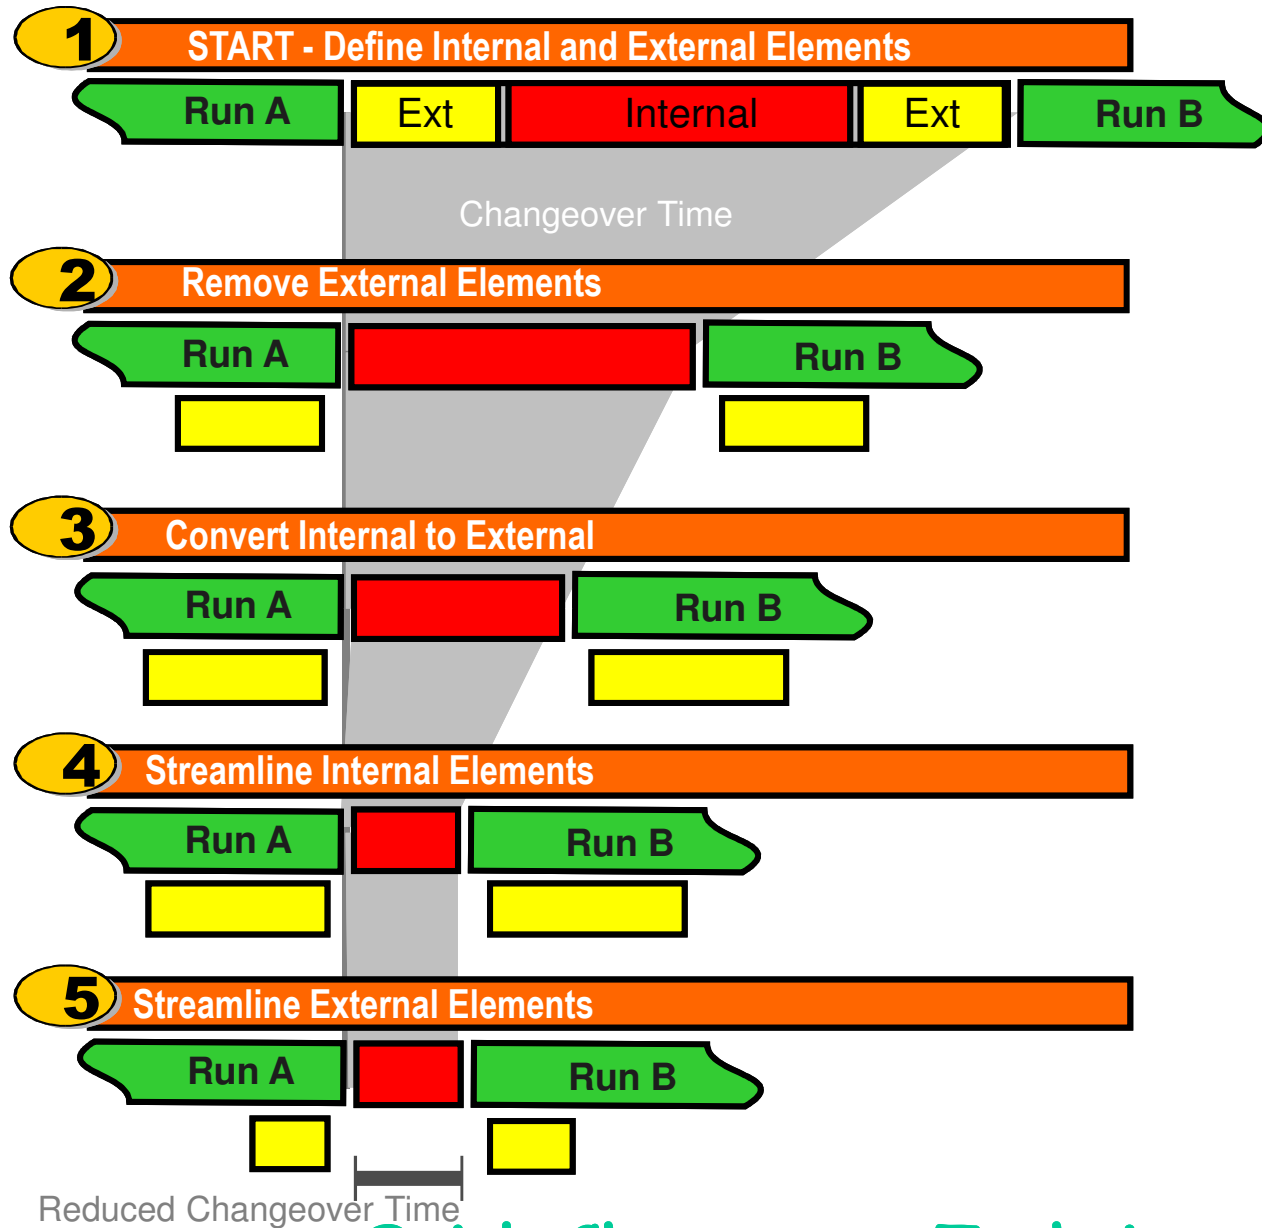 1
START - Define Internal and External Elements
Run A Ext Internal Ext Run B
Changeover Time
2
Remove External Elements
Run A Run B
3
Convert Internal to External
Run A Run B
4
Streamline Internal Elements
Run A Run B
5
Streamline External Elements
Run A Run B
Reduced Changeover Time